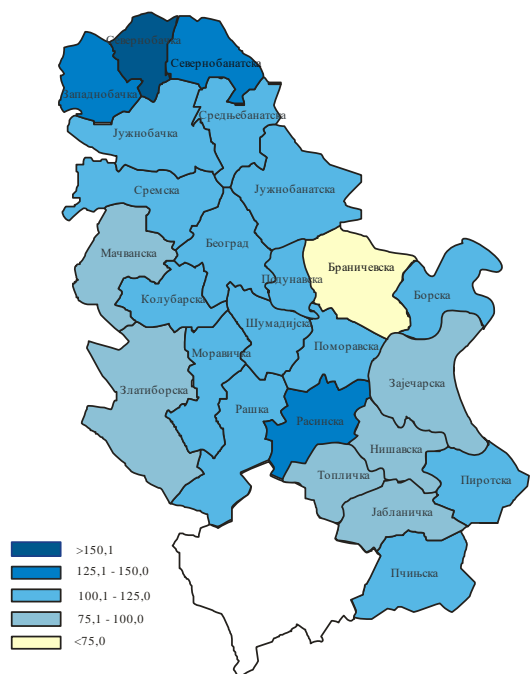 Севернобачка
Севернобанатска
Западнобачка
Средњебанатска
Јужнобачка
Сремска
Јужнобанатска
Београд
Мачванска
Браничевска
Подунавска
Борска
Колубарска
Шумадијска
Поморавска
Моравичка
Зајечарска
Златиборска
Рашка
Расинска
Нишавска
Топличка
Пиротска
Јабланичка
Пчињска
>150,1
125,1 - 150,0
100,1 - 125,0
75,1 - 100,0
<75,0